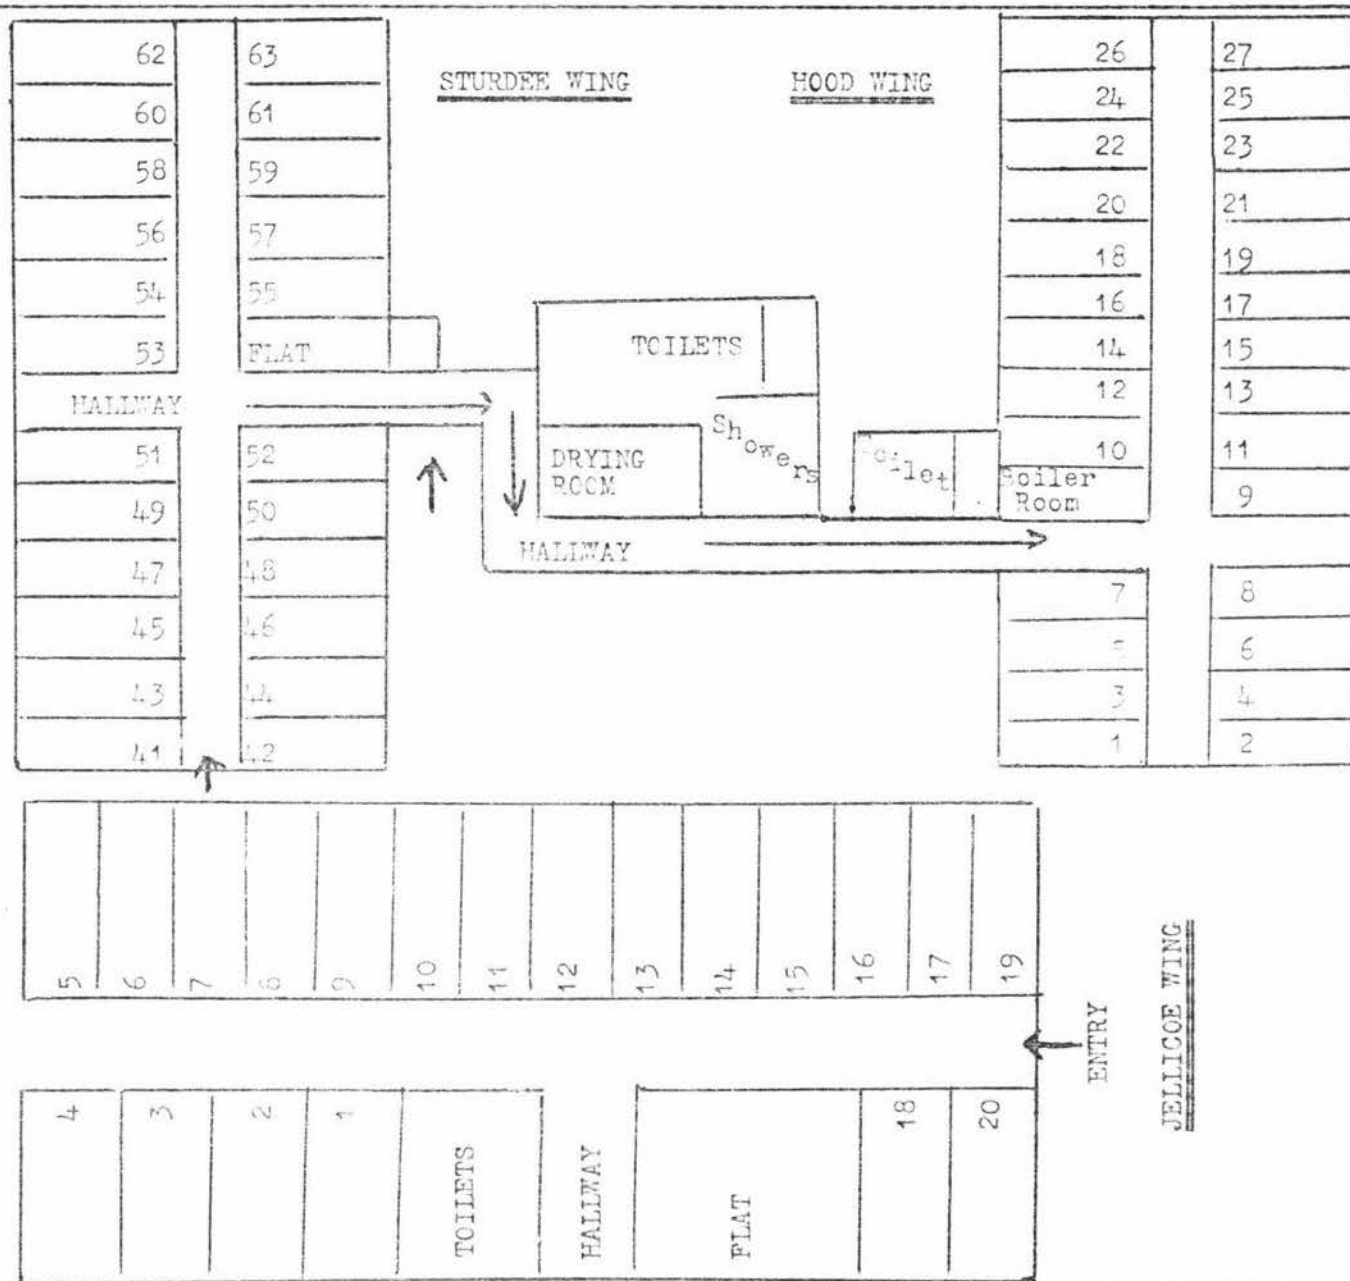 STURDEE WING
HOOD WING
62 63
60 61
58 59
56 57
54 55
53 FLAT
HALLWAY
51 52
49 50
47 48
45 46
43 44
41 42
TOILETS
Showers
DRYING
ROOM
Toilet
HALLWAY
26 27
24 25
22 23
20 21
18 19
16 17
14 15
12 13
10 11
Boiler
Room
9
7 8
5 6
3 4
1 2
5 6 7 8 9 10 11 12 13 14 15 16 17 19
4 3 2 1 TOILETS HALLWAY FLAT 18 20
ENTRY
JELLICOE WING